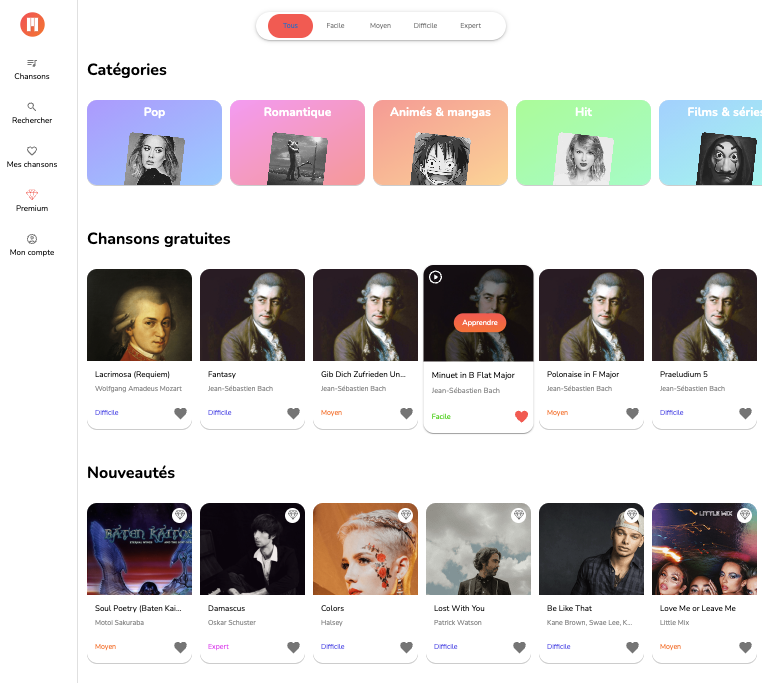 Tous Facile Moyen Difficile Expert
Chansons
Rechercher
Mes chansons
Premium
Mon compte
Catégories
Pop Romantique Animés & mangas Hit Films & séries
Chansons gratuites
Apprendre
Lacrimosa (Requiem) Fantasy Gib Dich Zufrieden Un... Minuet in B Flat Major Polonaise in F Major Praeludium 5
Wolfgang Amadeus Mozart Jean-Sébastien Bach Jean-Sébastien Bach Jean-Sébastien Bach Jean-Sébastien Bach Jean-Sébastien Bach
Difficile Difficile Moyen Facile Moyen Difficile
Nouveautés
BATEN KAITOS LITTLE MIX
Soul Poetry (Baten Kai... Damascus Colors Lost With You Be Like That Love Me or Leave Me
Motoi Sakuraba Oskar Schuster Halsey Patrick Watson Kane Brown, Swae Lee, K... Little Mix
Moyen Expert Difficile Difficile Difficile Moyen